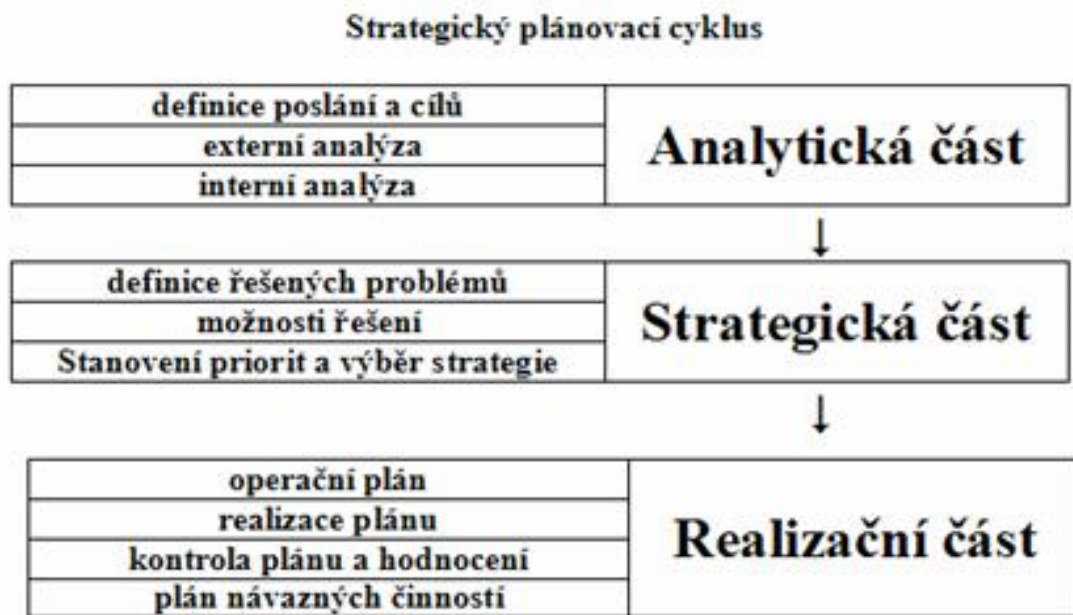 Strategický plánovací cyklus
definice poslání a cílů
externí analýza
interní analýza
Analytická část
↓
definice řešených problémů
možnosti řešení
Stanovení priorit a výběr strategie
Strategická část
↓
operační plán
realizace plánu
kontrola plánu a hodnocení
plán návazných činností
Realizační část